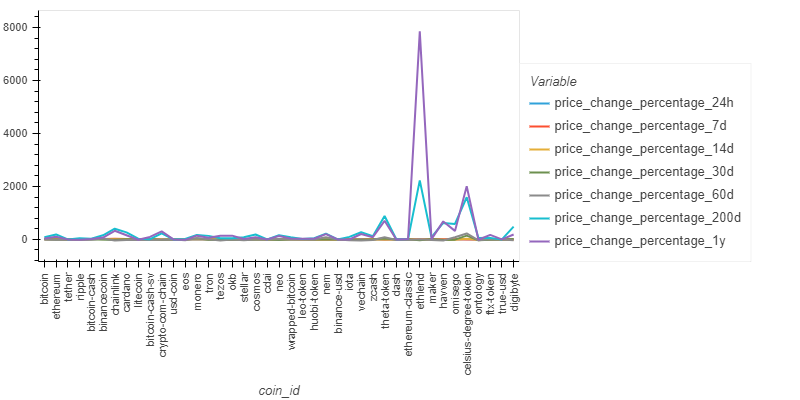 8000
6000
4000
2000
0
bitcoin
ethereum
tether
ripple
bitcoin-cash
binancecoin
chainlink
cardano
litecoin
bitcoin-cash-sv
crypto-com-chain
usd-coin
eos
monero
tron
tezos
okb
stellar
cosmos
cdai
neo
wrapped-bitcoin
leo-token
huobi-token
nem
binance-usd
iota
vechain
zcash
theta-token
dash
ethereum-classic
ethlend
maker
havven
omisego
celsius-degree-token
ontology
ftx-token
true-usd
digibyte
coin_id
Variable
price_change_percentage_24h
price_change_percentage_7d
price_change_percentage_14d
price_change_percentage_30d
price_change_percentage_60d
price_change_percentage_200d
price_change_percentage_1y